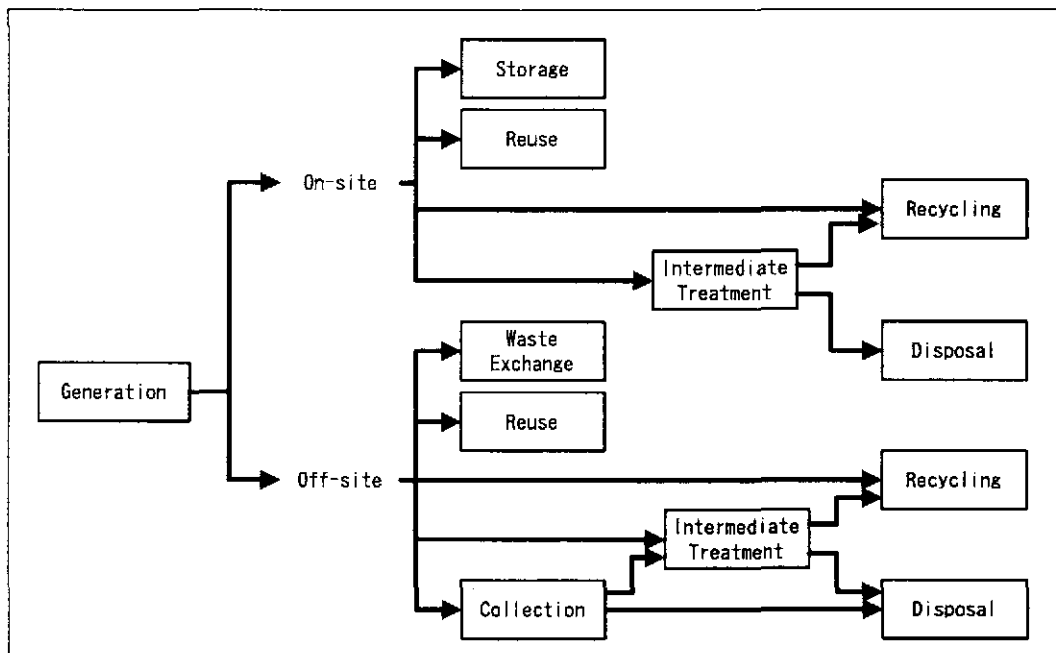 Storage
Reuse
On-site
Recycling
Intermediate
Treatment
Disposal
Waste
Exchange
Generation
Reuse
Off-site
Recycling
Intermediate
Treatment
Collection
Disposal